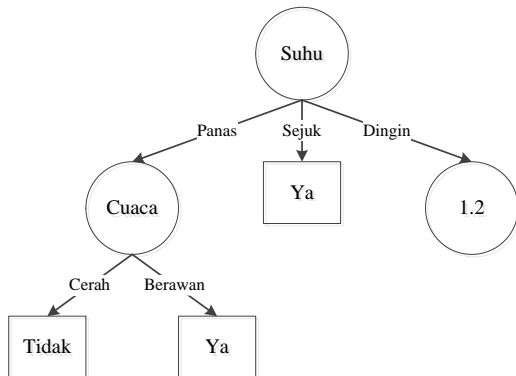 Suhu
Panas
Sejuk
Dingin
Cuaca
Ya
1.2
Cerah
Berawan
Tidak
Ya